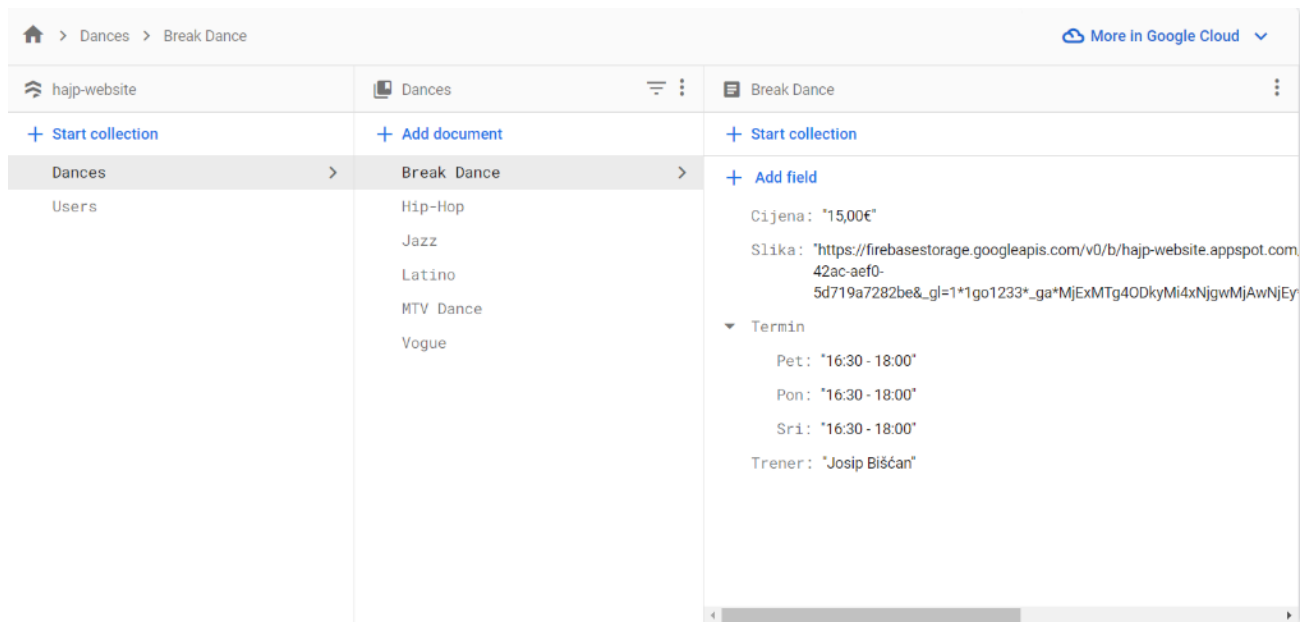 Dances > Break Dance
More in Google Cloud
hajp-website
Dances
Break Dance
+ Start collection
+ Add document
+ Start collection
Dances
Users
Break Dance
Hip-Hop
Jazz
Latino
MTV Dance
Vogue
+ Add field
Cijena: "15,00€"
Slika: "https://firebasestorage.googleapis.com/v0/b/hajp-website.appspot.com
42ac-aef0-
5d719a7282be&_gl=1*1go1233*_ga*MjExMTg4ODkyMi4xNjgwMjAwNjEy
Termin
Pet: "16:30 - 18:00"
Pon: "16:30 - 18:00"
Sri: "16:30 - 18:00"
Trener: "Josip Bišćan"